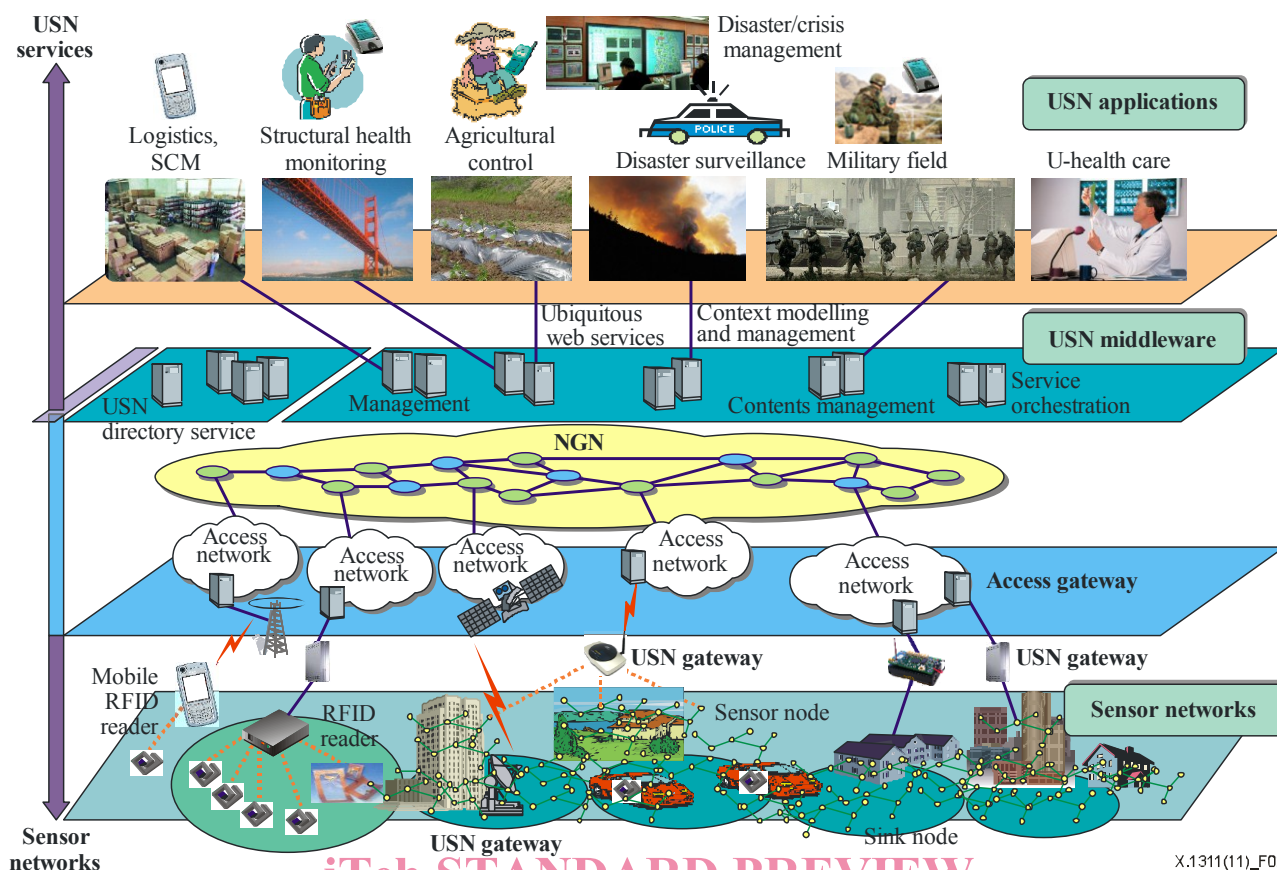 USN
services
Disaster/crisis
management
USN applications
POLICE
Logistics,
SCM
Structural health
monitoring
Agricultural
control
Disaster surveillance
Military field
U-health care
Ubiquitous
web services
Context modelling
and management
USN middleware
USN
directory service
Management
Contents management
Service
orchestration
NGN
Access
network
Access
network
Access
network
Access
network
Access
network
Access gateway
USN gateway
USN gateway
Mobile
RFID
reader
RFID
reader
Sensor node
Sensor networks
Sink node
USN gateway
Sensor
networks
iTeh STANDARD PREVIEW
X.1311(11)_F0